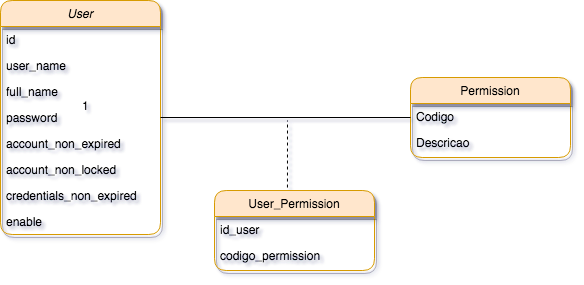 User
id
user_name
full_name
1
password
account_non_expired
account_non_locked
credentials_non_expired
enable
Permission
Codigo
Descricao
User_Permission
id_user
codigo_permission